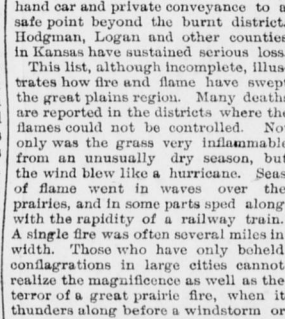 hand car and private conveyance to a
safe point beyond the burnt district.
Hodgman, Logan and other counties
in Kansas have sustained serious loss.
This list, although incomplete, illus-
trates how fire and flame have swept
the great plains region. Many deaths
are reported in the districts where the
flames could not be controlled. Not
only was the grass very inflammable
from an unusually dry season, but
the wind blew like a hurricane. Seas
of flame went in waves over the
prairies, and in some parts sped along
with the rapidity of a railway train.
A single fire was often several miles in
width. Those who have only beheld
conflagrations in large cities cannot
realize the magnificence as well as the
terror of a great prairie fire, when it
thunders along before a windstorm or